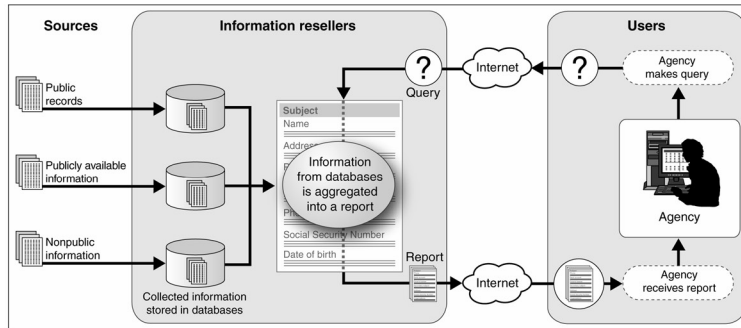 Sources
Information resellers
Users
Public
records
Publicly available
information
Nonpublic
information
Collected information
stored in databases
Subject
Name
Address
Information
from databases
is aggregated
into a report
Social Security Number
Date of birth
?
Query
Internet
?
Agency
makes query
Agency
Report
Internet
Agency
receives report